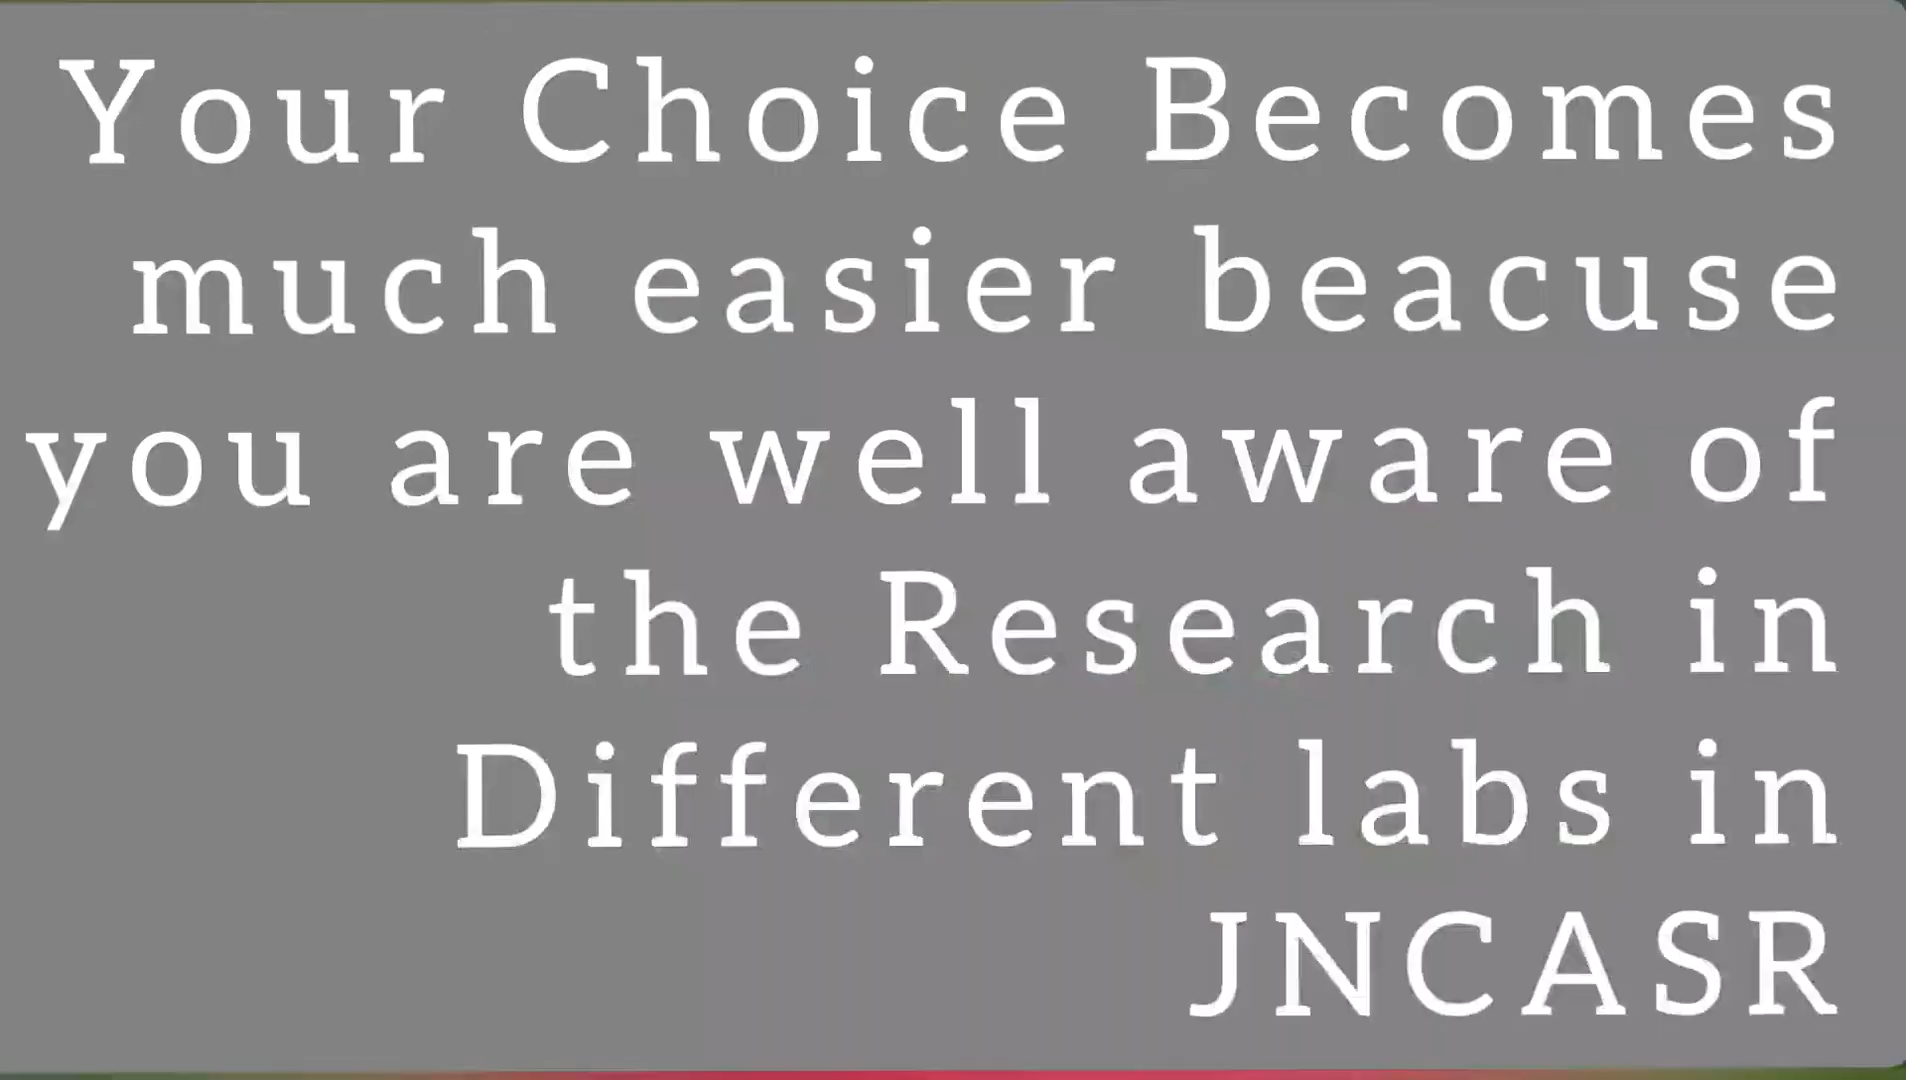 Your Choice Becomes
much easier beacuse
you are well aware of
the Research in
Different labs in
JNCASR